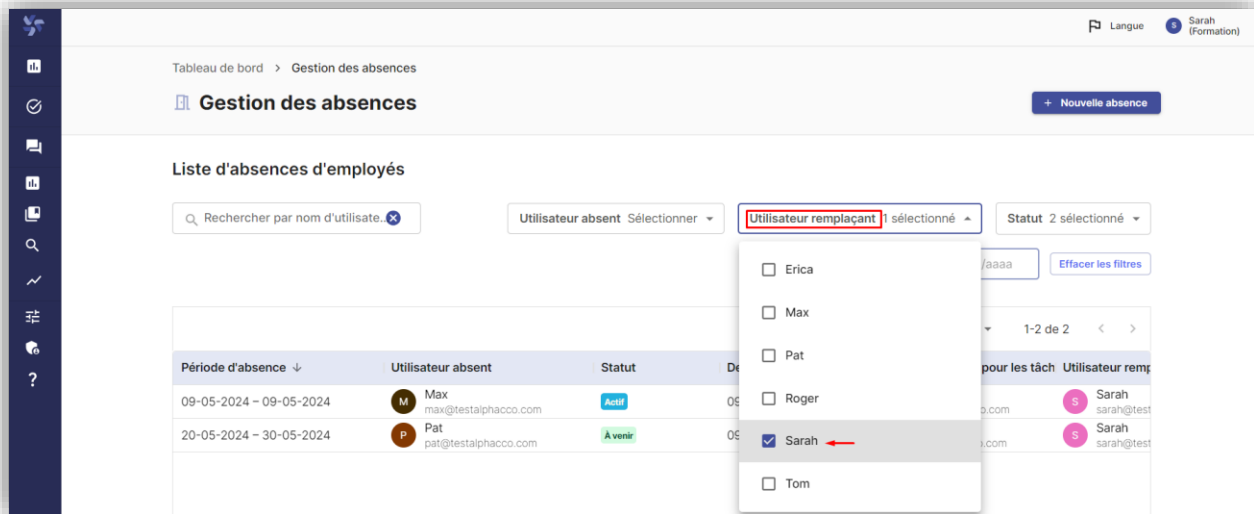 Langue
S
Sarah
(Formation)
Tableau de bord > Gestion des absences
Gestion des absences
+ Nouvelle absence
Liste d'absences d'employés
Rechercher par nom d'utilisate..
Utilisateur absent Sélectionner
Utilisateur remplaçant 1 sélectionné
Statut 2 sélectionné
/aaaa
Effacer les filtres
Erica
Max
Pat
Roger
Sarah
Tom
1-2 de 2
Période d'absence ↓ Utilisateur absent Statut De pour les tâch Utilisateur remp
09-05-2024 – 09-05-2024 M Max Actif 09 S Sarah
max@testalphacco.com .com sarah@test
20-05-2024 – 30-05-2024 P Pat À venir 09 S Sarah
pat@testalphacco.com .com sarah@test
?